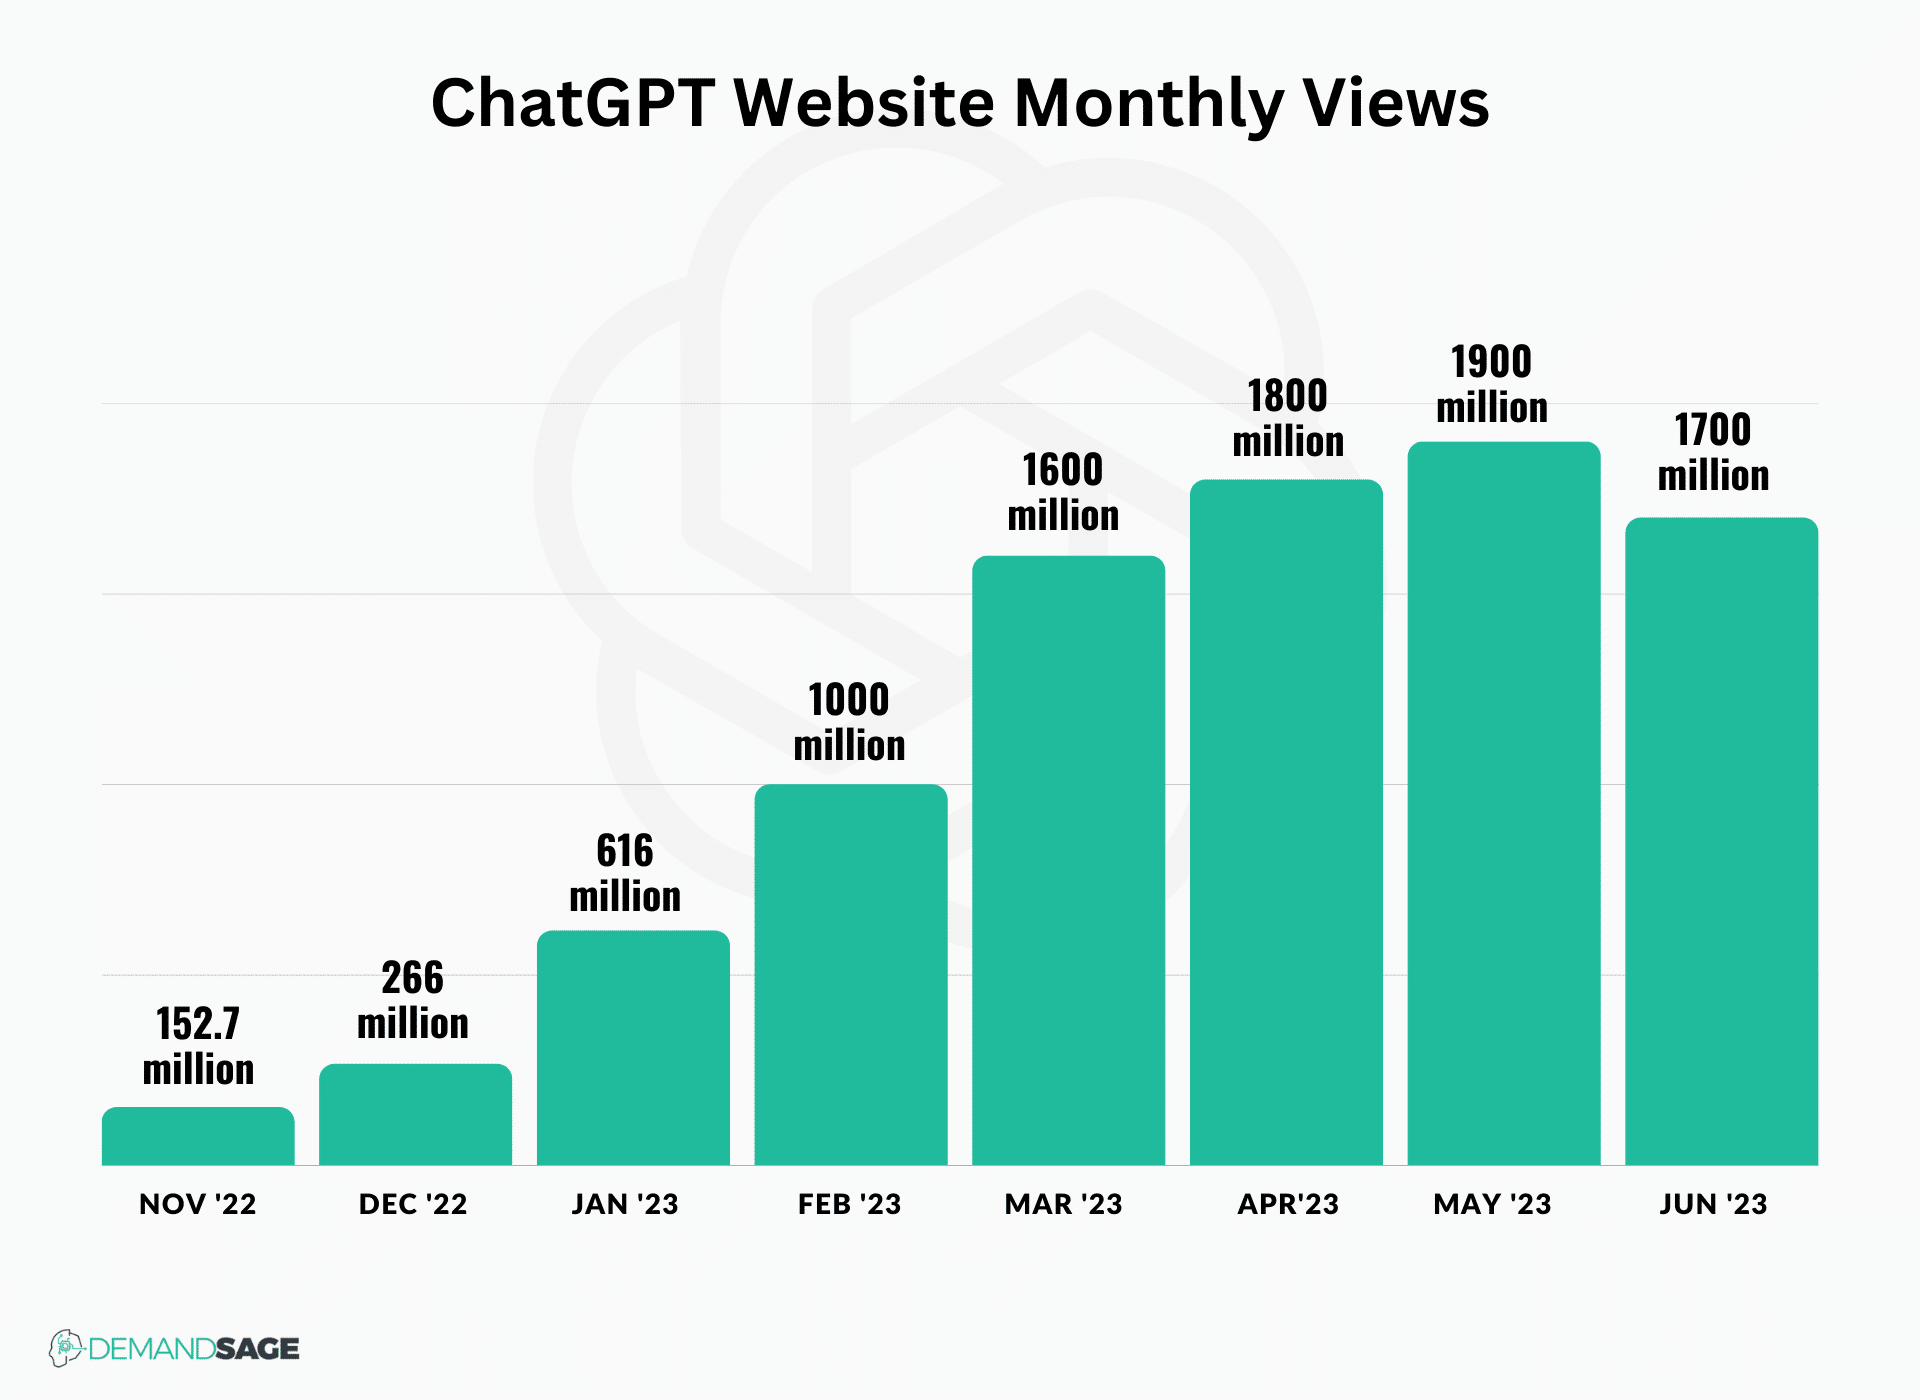 ChatGPT Website Monthly Views
152.7
million
266
million
616
million
1000
million
1600
million
1800
million
1900
million
1700
million
NOV '22
DEC '22
JAN '23
FEB '23
MAR '23
APR'23
MAY '23
JUN '23
DEMANDSAGE